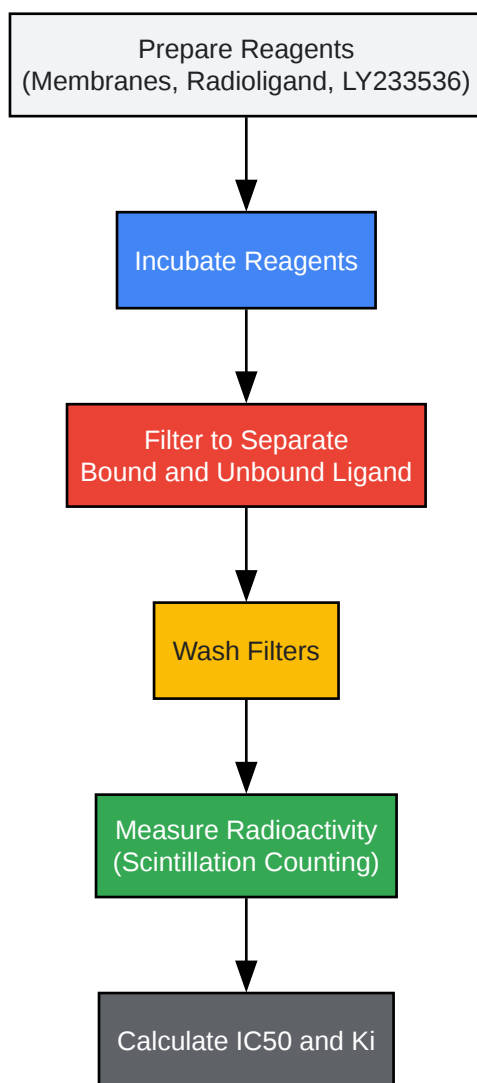 Prepare Reagents
(Membranes, Radioligand, LY233536)
Incubate Reagents
Filter to Separate
Bound and Unbound Ligand
Wash Filters
Measure Radioactivity
(Scintillation Counting)
Calculate IC50 and Ki